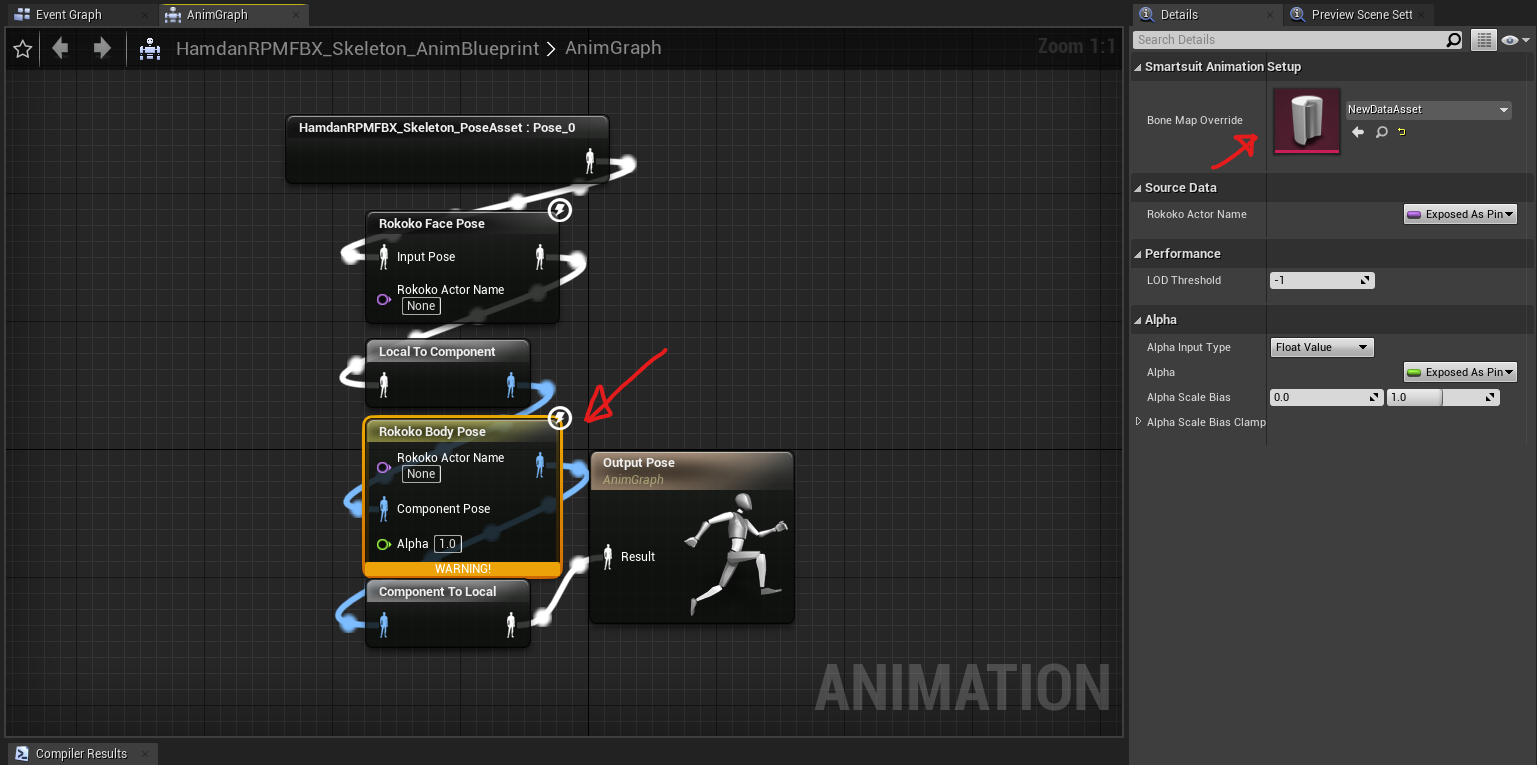 Event Graph
AnimGraph
HamdanRPMFBX_Skeleton_AnimBlueprint > AnimGraph
Zoom 1:1
HamdanRPMFBX_Skeleton_PoseAsset : Pose_0
Rokoko Face Pose
Input Pose
Rokoko Actor Name
None
Local To Component
Rokoko Body Pose
Rokoko Actor Name
None
Component Pose
Alpha 1.0
WARNING!
Component To Local
Output Pose
AnimGraph
Result
ANIMATION
Compiler Results
Details
Preview Scene Sett
Search Details
Smartsuit Animation Setup
Bone Map Override
NewDataAsset
Source Data
Rokoko Actor Name
Exposed As Pin
Performance
LOD Threshold
-1
Alpha
Alpha Input Type
Float Value
Alpha
Exposed As Pin
Alpha Scale Bias
0.0
1.0
Alpha Scale Bias Clamp